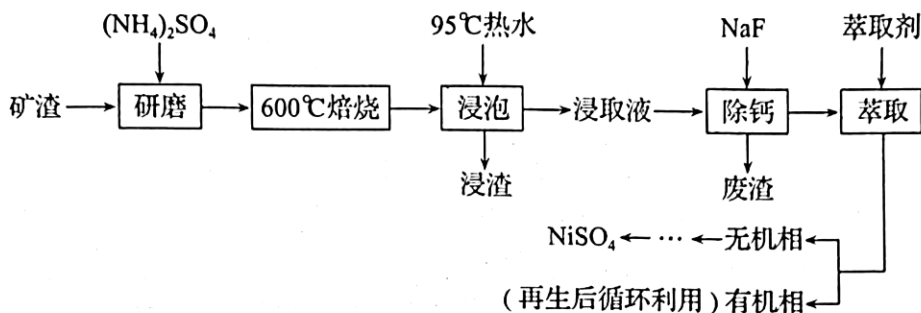 (NH₄)₂SO₄ 95℃热水 NaF 萃取剂
矿渣 研磨 600℃焙烧 浸泡 浸取液 除钙 萃取
浸渣 废渣
NiSO₄ ⋯ 无机相
(再生后循环利用)有机相